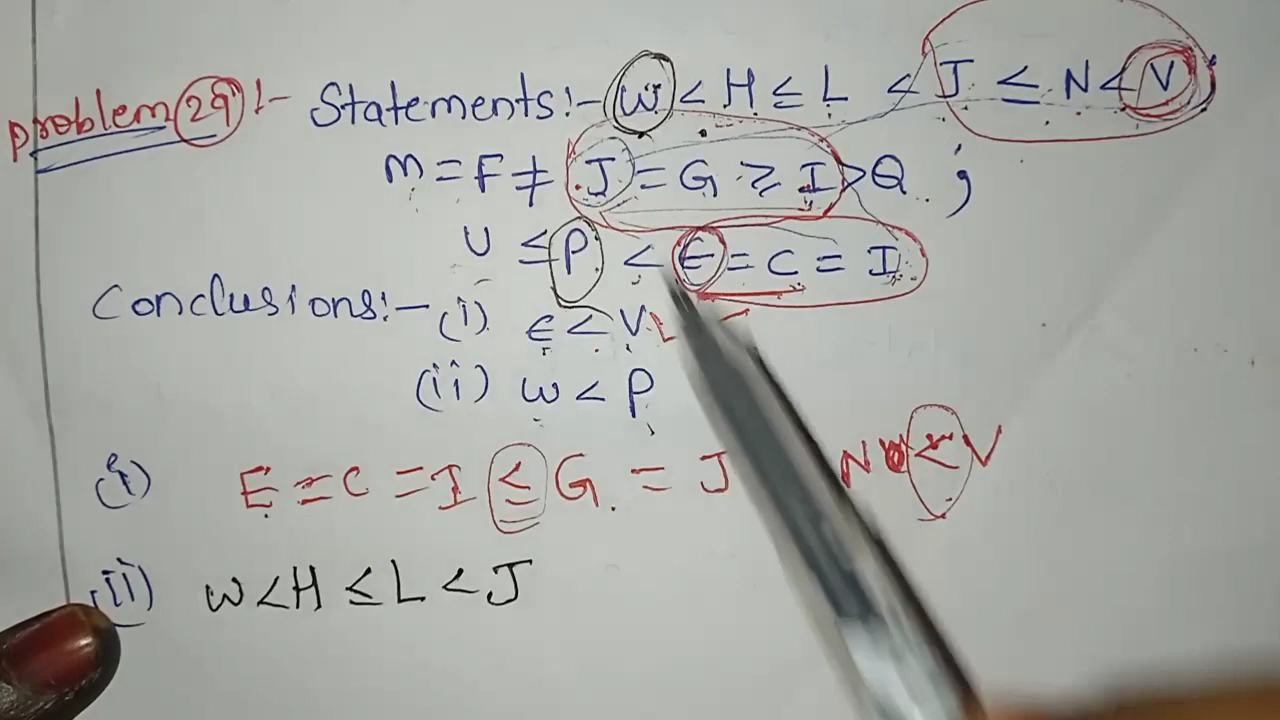 problem 29 :- Statements:- W < H ≤ L < J ≤ N < V
M = F ≠ J = G ≥ I > Q ;
U ≤ P < E = C = I
Conclusions:- (i) E < V
(ii) W < P
(i) E = C = I ≤ G = J N < V
(ii) W < H ≤ L < J